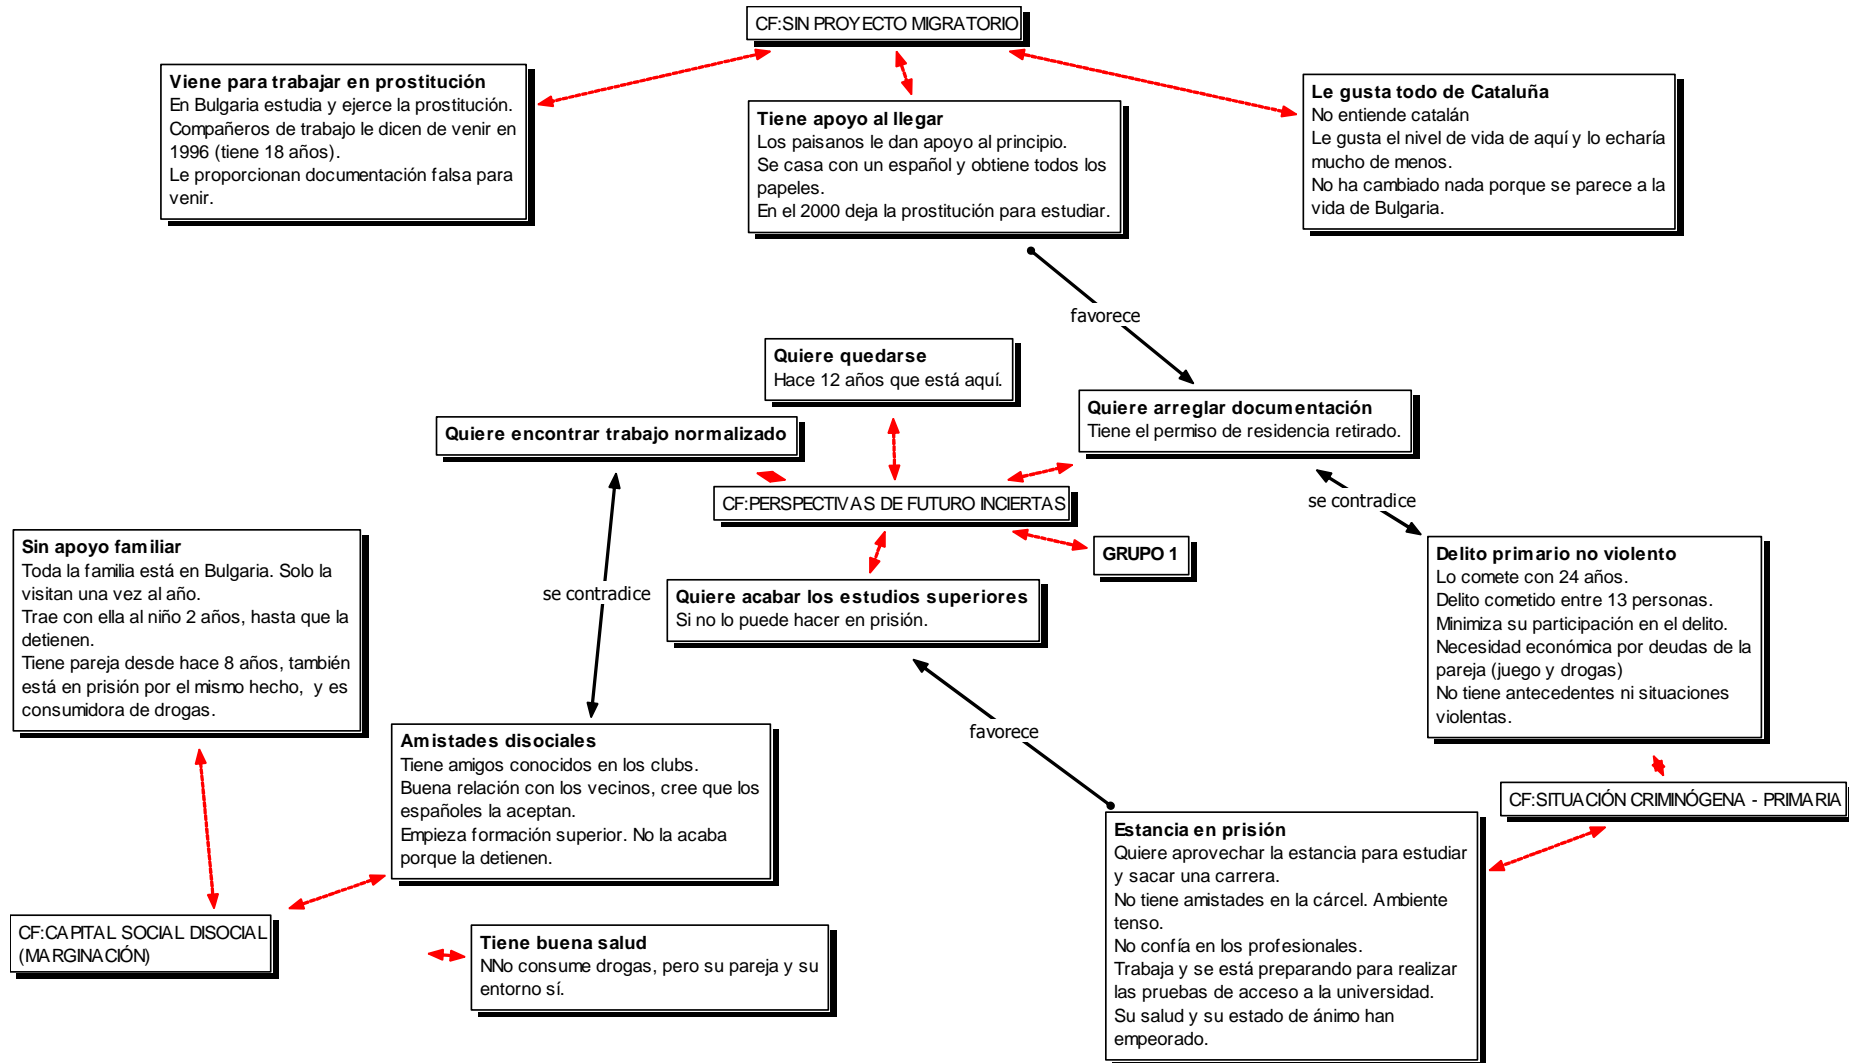 CF:SIN PROYECTO MIGRATORIO
Viene para trabajar en prostitución
En Bulgaria estudia y ejerce la prostitución.
Compañeros de trabajo le dicen de venir en
1996 (tiene 18 años).
Le proporcionan documentación falsa para
venir.
Tiene apoyo al llegar
Los paisanos le dan apoyo al principio.
Se casa con un español y obtiene todos los
papeles.
En el 2000 deja la prostitución para estudiar.
Le gusta todo de Cataluña
No entiende catalán
Le gusta el nivel de vida de aquí y lo echaría
mucho de menos.
No ha cambiado nada porque se parece a la
vida de Bulgaria.
favorece
Quiere quedarse
Hace 12 años que está aquí.
Quiere arreglar documentación
Tiene el permiso de residencia retirado.
Quiere encontrar trabajo normalizado
CF:PERSPECTIVAS DE FUTURO INCIERTAS
se contradice
GRUPO 1
Sin apoyo familiar
Toda la familia está en Bulgaria. Solo la
visitan una vez al año.
Trae con ella al niño 2 años, hasta que la
detienen.
Tiene pareja desde hace 8 años, también
está en prisión por el mismo hecho, y es
consumidora de drogas.
se contradice
Quiere acabar los estudios superiores
Si no lo puede hacer en prisión.
Delito primario no violento
Lo comete con 24 años.
Delito cometido entre 13 personas.
Minimiza su participación en el delito.
Necesidad económica por deudas de la
pareja (juego y drogas)
No tiene antecedentes ni situaciones
violentas.
favorece
Amistades disociales
Tiene amigos conocidos en los clubs.
Buena relación con los vecinos, cree que los
españoles la aceptan.
Empieza formación superior. No la acaba
porque la detienen.
CF:SITUACIÓN CRIMINÓGENA - PRIMARIA
Estancia en prisión
Quiere aprovechar la estancia para estudiar
y sacar una carrera.
No tiene amistades en la cárcel. Ambiente
tenso.
No confía en los profesionales.
Trabaja y se está preparando para realizar
las pruebas de acceso a la universidad.
Su salud y su estado de ánimo han
empeorado.
CF:CAPITAL SOCIAL DISOCIAL
(MARGINACIÓN)
Tiene buena salud
NNo consume drogas, pero su pareja y su
entorno sí.